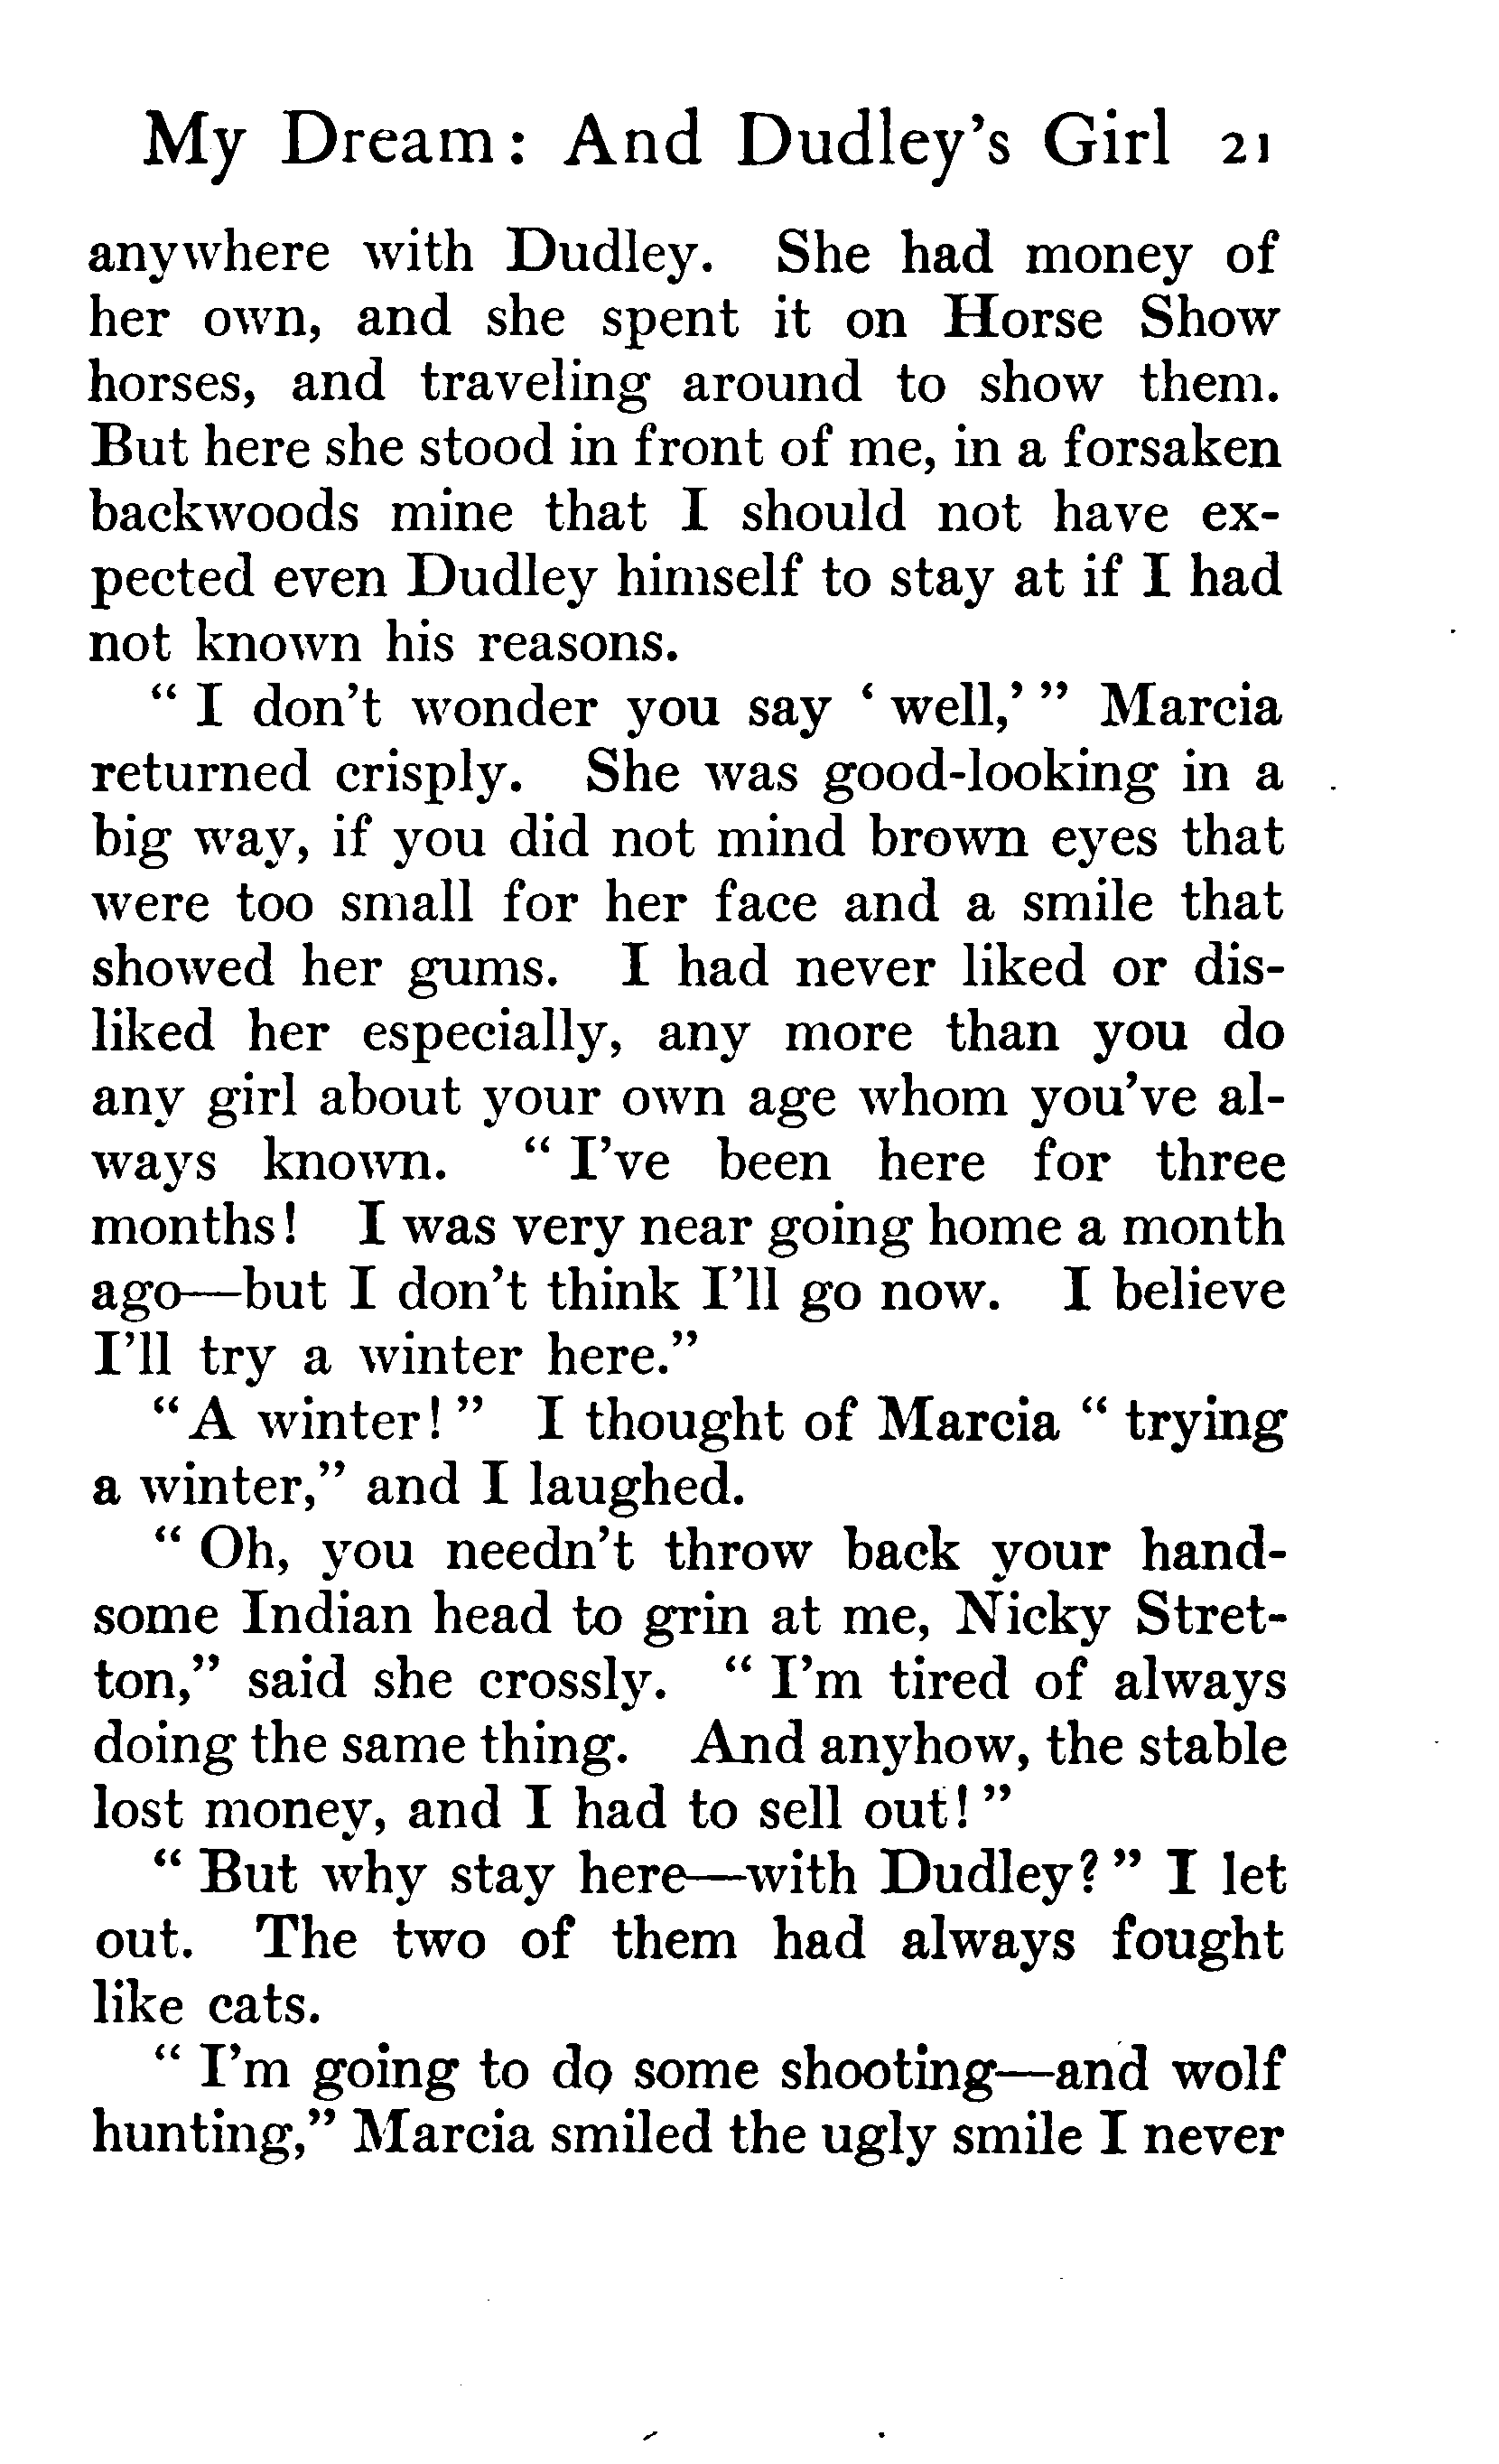 My Dream: And Dudley's Girl 21
anywhere with Dudley. She had money of
her own, and she spent it on Horse Show
horses, and traveling around to show them.
But here she stood in front of me, in a forsaken
backwoods mine that I should not have ex-
pected even Dudley himself to stay at if I had
not known his reasons.
" I don't wonder you say ' well,' " Marcia
returned crisply. She was good-looking in a
big way, if you did not mind brown eyes that
were too small for her face and a smile that
showed her gums. I had never liked or dis-
liked her especially, any more than you do
any girl about your own age whom you've al-
ways known. " I've been here for three
months! I was very near going home a month
ago—but I don't think I'll go now. I believe
I'll try a winter here."
" A winter! " I thought of Marcia " trying
a winter," and I laughed.
" Oh, you needn't throw back your hand-
some Indian head to grin at me, Nicky Stret-
ton," said she crossly. " I'm tired of always
doing the same thing. And anyhow, the stable
lost money, and I had to sell out! "
" But why stay here—with Dudley? " I let
out. The two of them had always fought
like cats.
" I'm going to do some shooting—and wolf
hunting," Marcia smiled the ugly smile I never